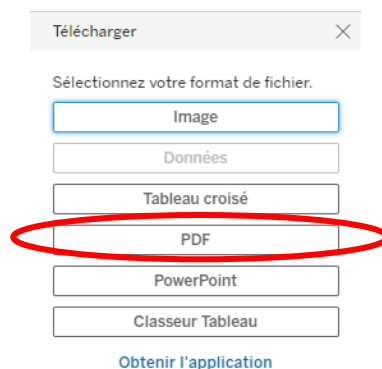 Télécharger
Sélectionnez votre format de fichier.
Image
Données
Tableau croisé
PDF
PowerPoint
Classeur Tableau
Obtenir l'application